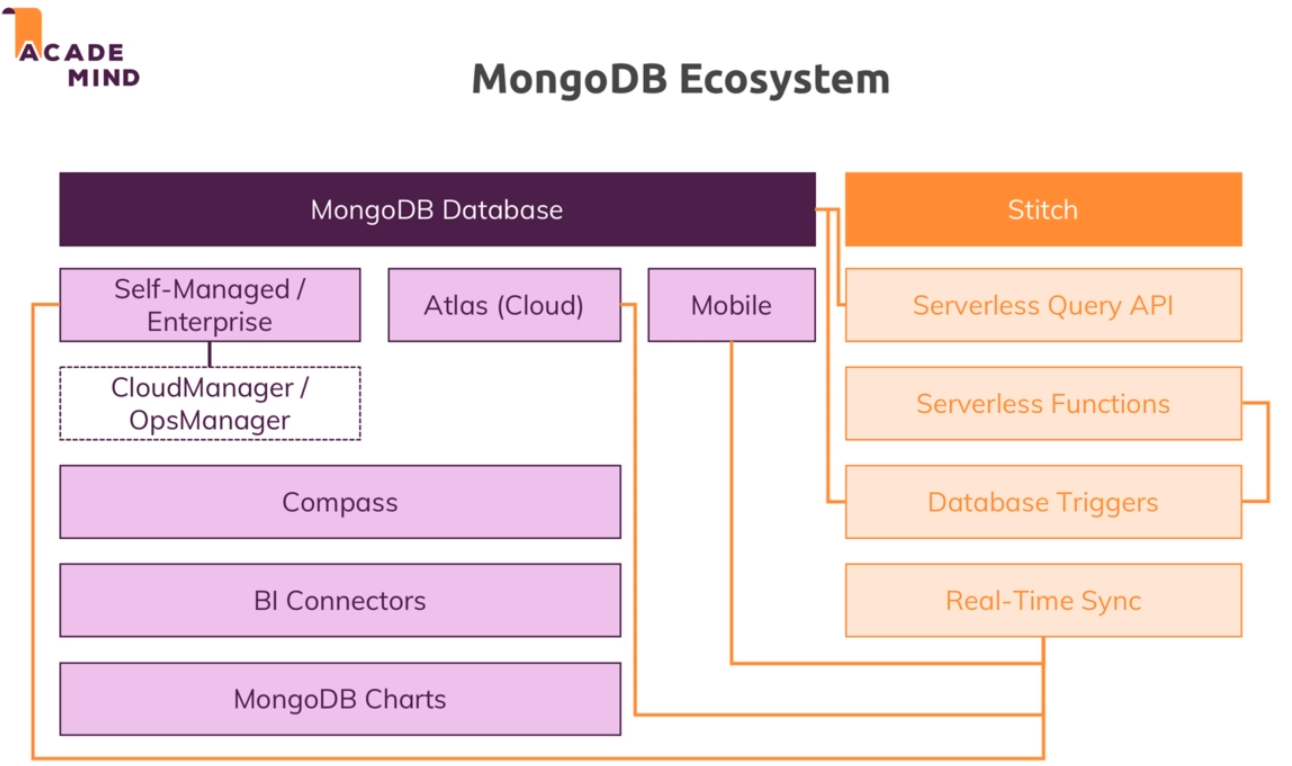 ACADE
MIND
MongoDB Ecosystem
MongoDB Database
Stitch
Self-Managed /
Enterprise
Atlas (Cloud)
Mobile
Serverless Query API
CloudManager /
OpsManager
Serverless Functions
Compass
Database Triggers
BI Connectors
Real-Time Sync
MongoDB Charts